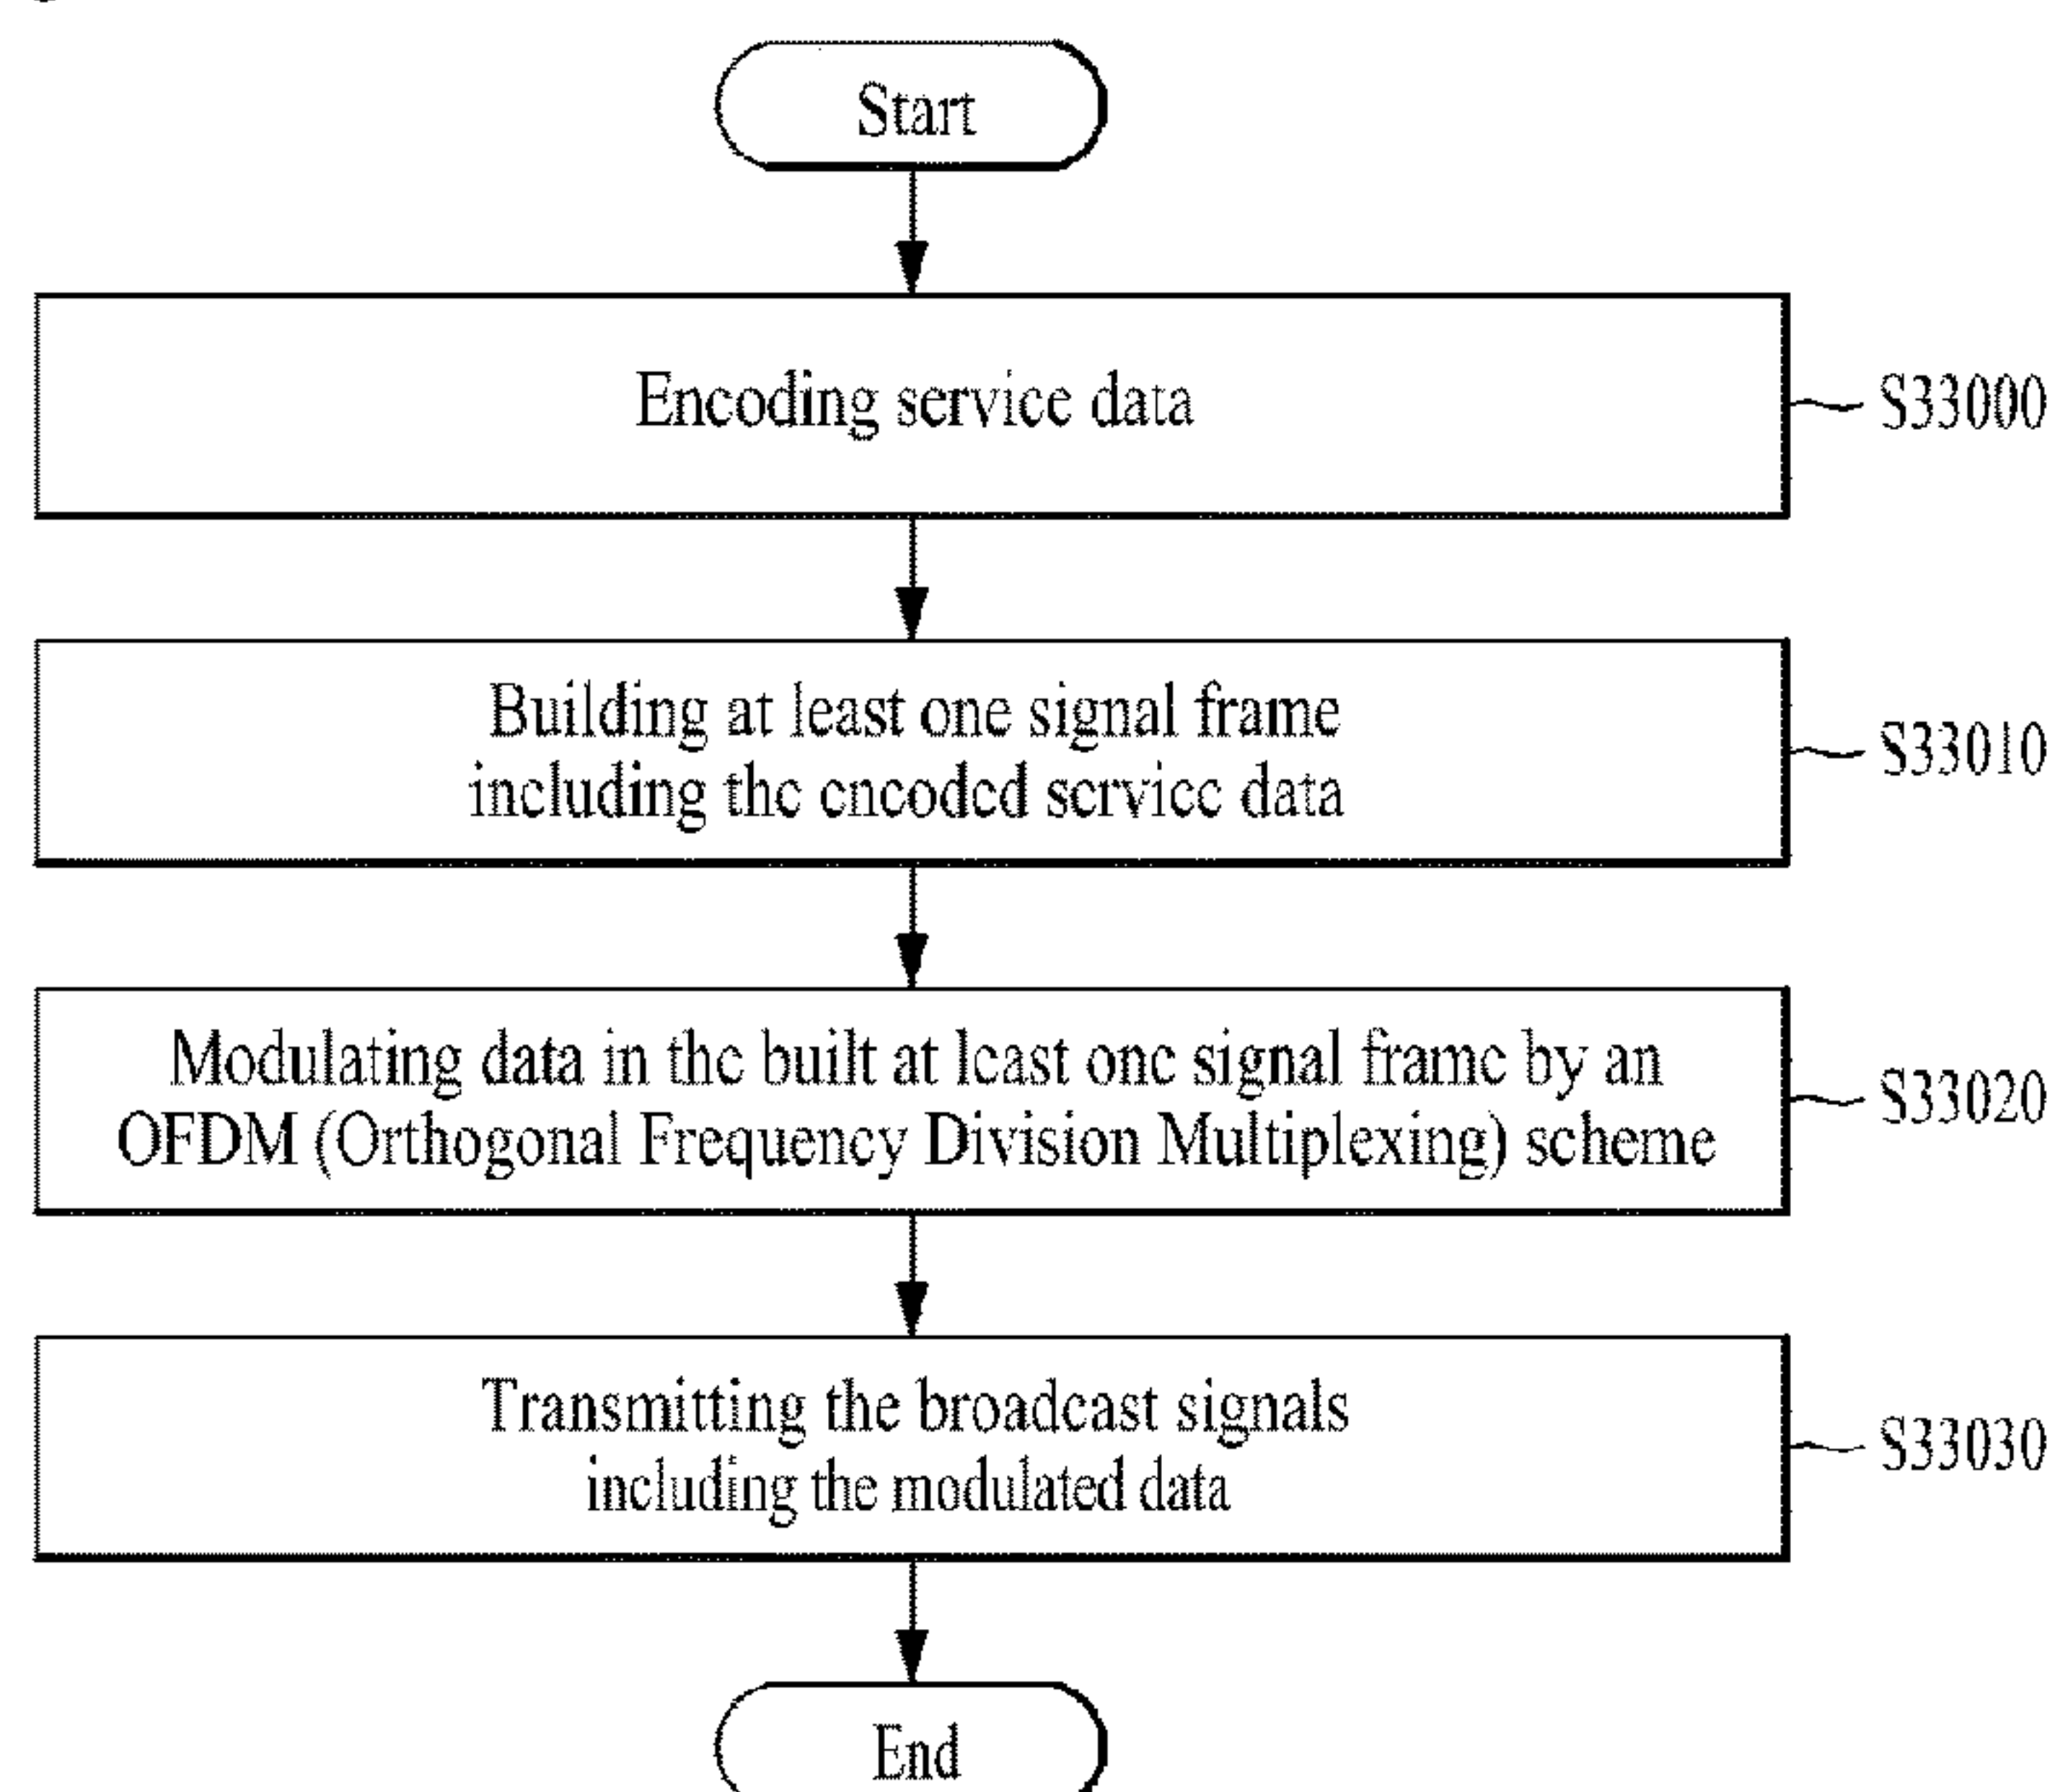 Start
Encoding service data
S33000
Building at least one signal frame
including the encoded service data
S33010
Modulating data in the built at least one signal frame by an
OFDM (Orthogonal Frequency Division Multiplexing) scheme
S33020
Transmitting the broadcast signals
including the modulated data
S33030
End